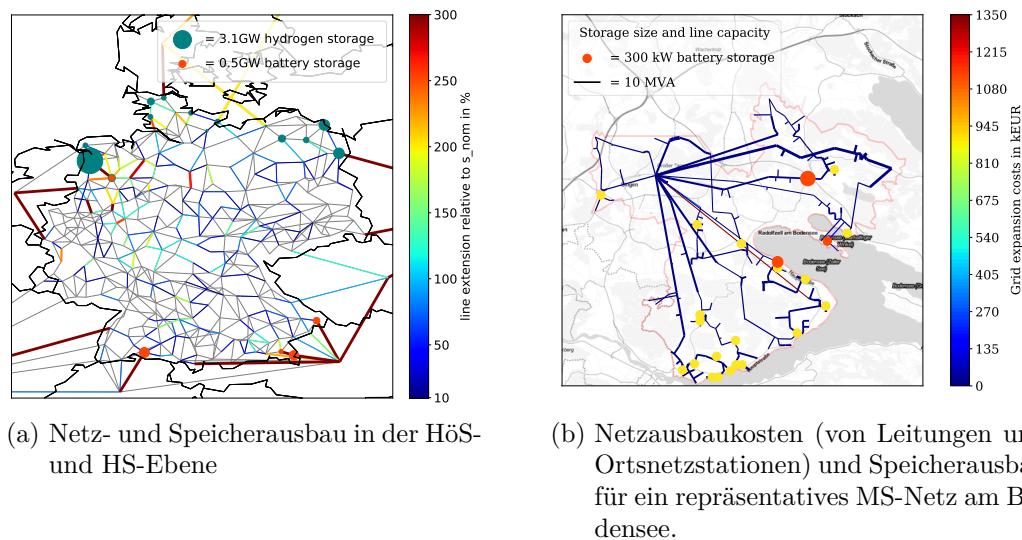 = 3.1GW hydrogen storage
= 0.5GW battery storage
300
250
200
150
100
50
10
line extension relative to s_nom in %
Storage size and line capacity
= 300 kW battery storage
= 10 MVA
Radolfzell am Bodensee
Bodensee (Zeller
See)
1350
1215
1080
945
810
675
540
405
270
135
0
Grid expansion costs in kEUR
(a) Netz- und Speicherausbau in der HöS-
und HS-Ebene
(b) Netzausbaukosten (von Leitungen un
Ortsnetzstationen) und Speicherausba
für ein repräsentatives MS-Netz am B
densee.